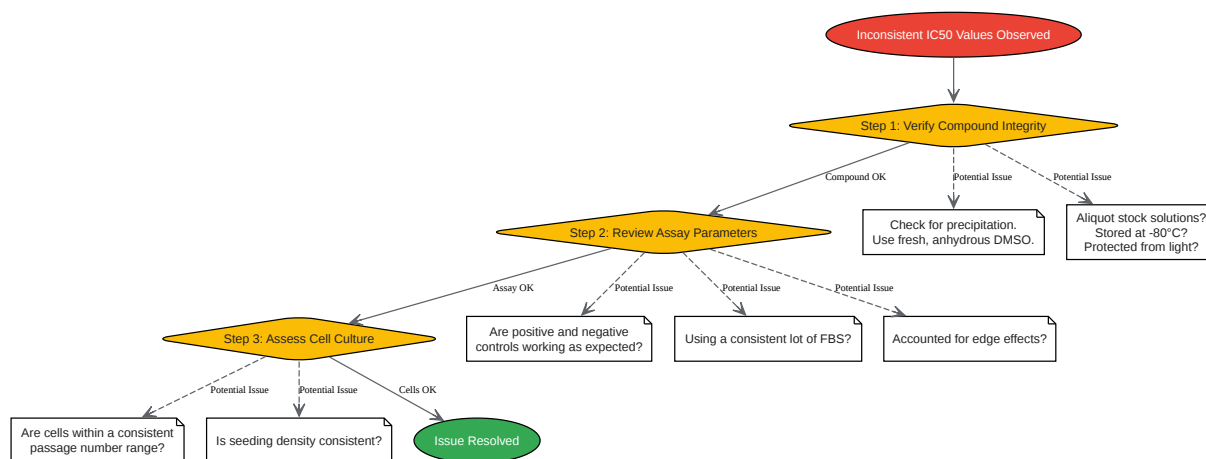 Inconsistent IC50 Values Observed
Step 1: Verify Compound Integrity
Compound OK
Potential Issue
Potential Issue
Check for precipitation.
Use fresh, anhydrous DMSO.
Aliquot stock solutions?
Stored at -80°C?
Protected from light?
Step 2: Review Assay Parameters
Assay OK
Potential Issue
Potential Issue
Potential Issue
Are positive and negative
controls working as expected?
Using a consistent lot of FBS?
Accounted for edge effects?
Step 3: Assess Cell Culture
Potential Issue
Potential Issue
Cells OK
Are cells within a consistent
passage number range?
Is seeding density consistent?
Issue Resolved